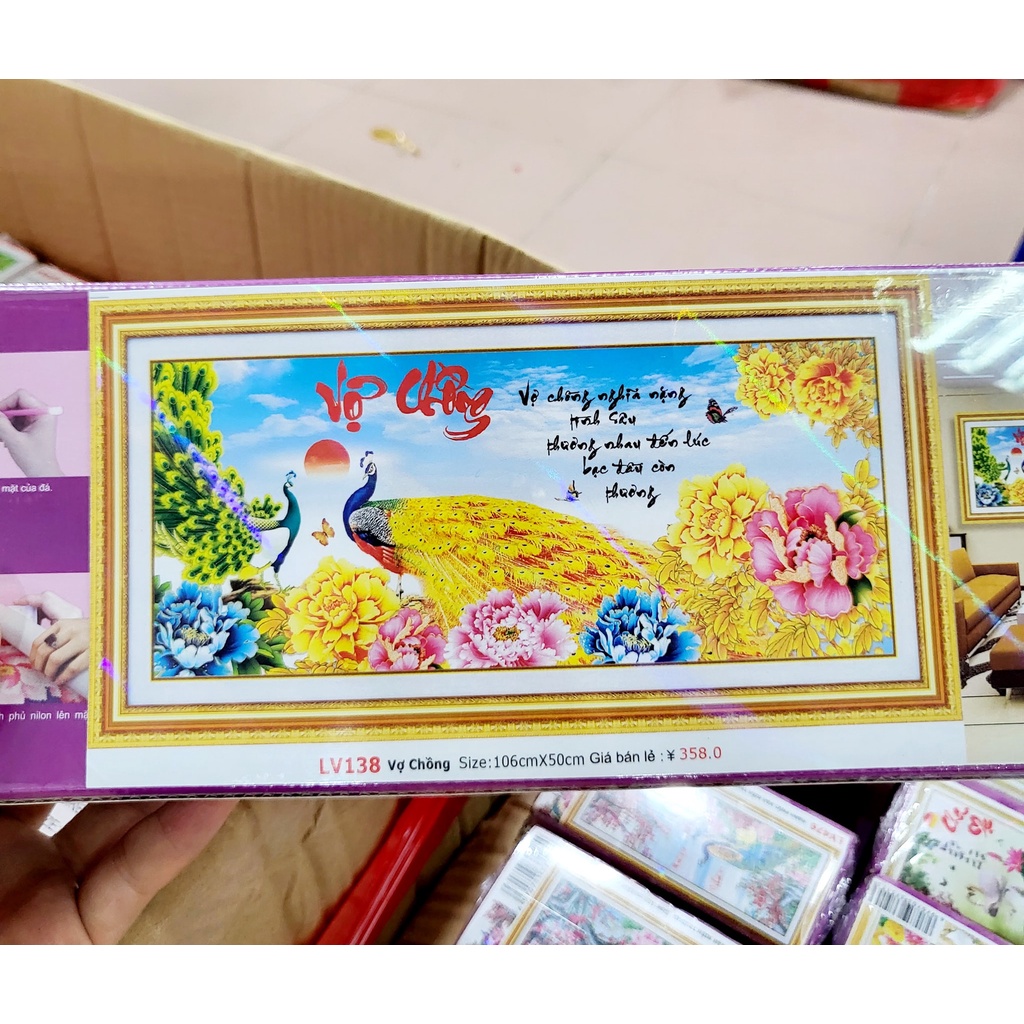 Vợ Chồng
Vợ chồng nghĩa nặng
tình sâu
thương nhau đến lúc
bạc đầu còn
thương
mặt của đá.
h phủ nilon lên mặ
LV138 Vợ Chồng Size:106cmX50cm Giá bán lẻ : ¥ 358.0